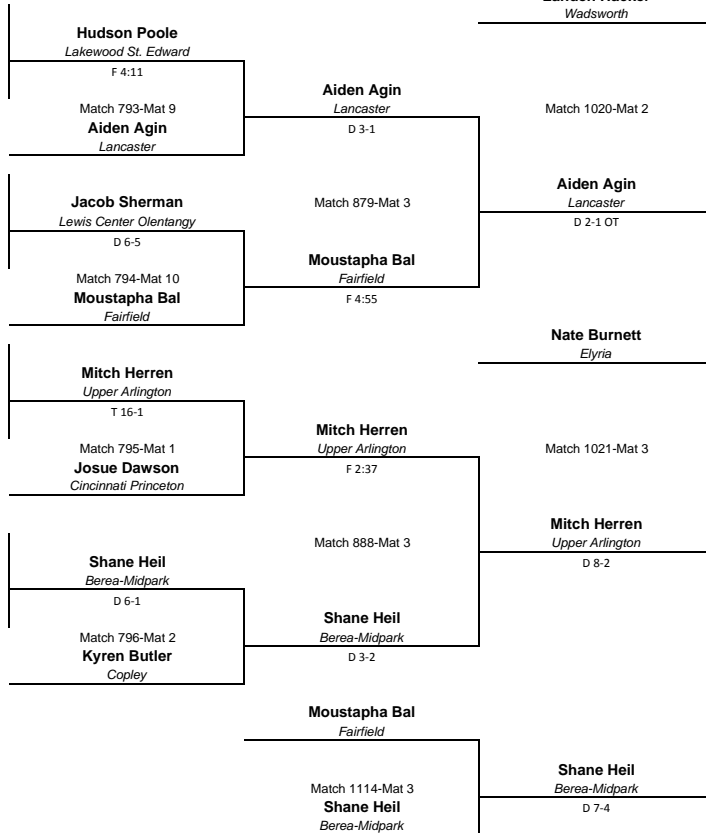 Wadsworth
Hudson Poole
Lakewood St. Edward
F 4:11
Aiden Agin
Lancaster
D 3-1
Match 793-Mat 9
Aiden Agin
Lancaster
Match 1020-Mat 2
Aiden Agin
Lancaster
D 2-1 OT
Jacob Sherman
Lewis Center Olentangy
D 6-5
Match 879-Mat 3
Moustapha Bal
Fairfield
F 4:55
Match 794-Mat 10
Moustapha Bal
Fairfield
Nate Burnett
Elyria
Mitch Herren
Upper Arlington
T 16-1
Mitch Herren
Upper Arlington
F 2:37
Match 795-Mat 1
Josue Dawson
Cincinnati Princeton
Match 1021-Mat 3
Mitch Herren
Upper Arlington
D 8-2
Match 888-Mat 3
Shane Heil
Berea-Midpark
D 6-1
Shane Heil
Berea-Midpark
D 3-2
Match 796-Mat 2
Kyren Butler
Copley
Moustapha Bal
Fairfield
Match 1114-Mat 3
Shane Heil
Berea-Midpark
Shane Heil
Berea-Midpark
D 7-4